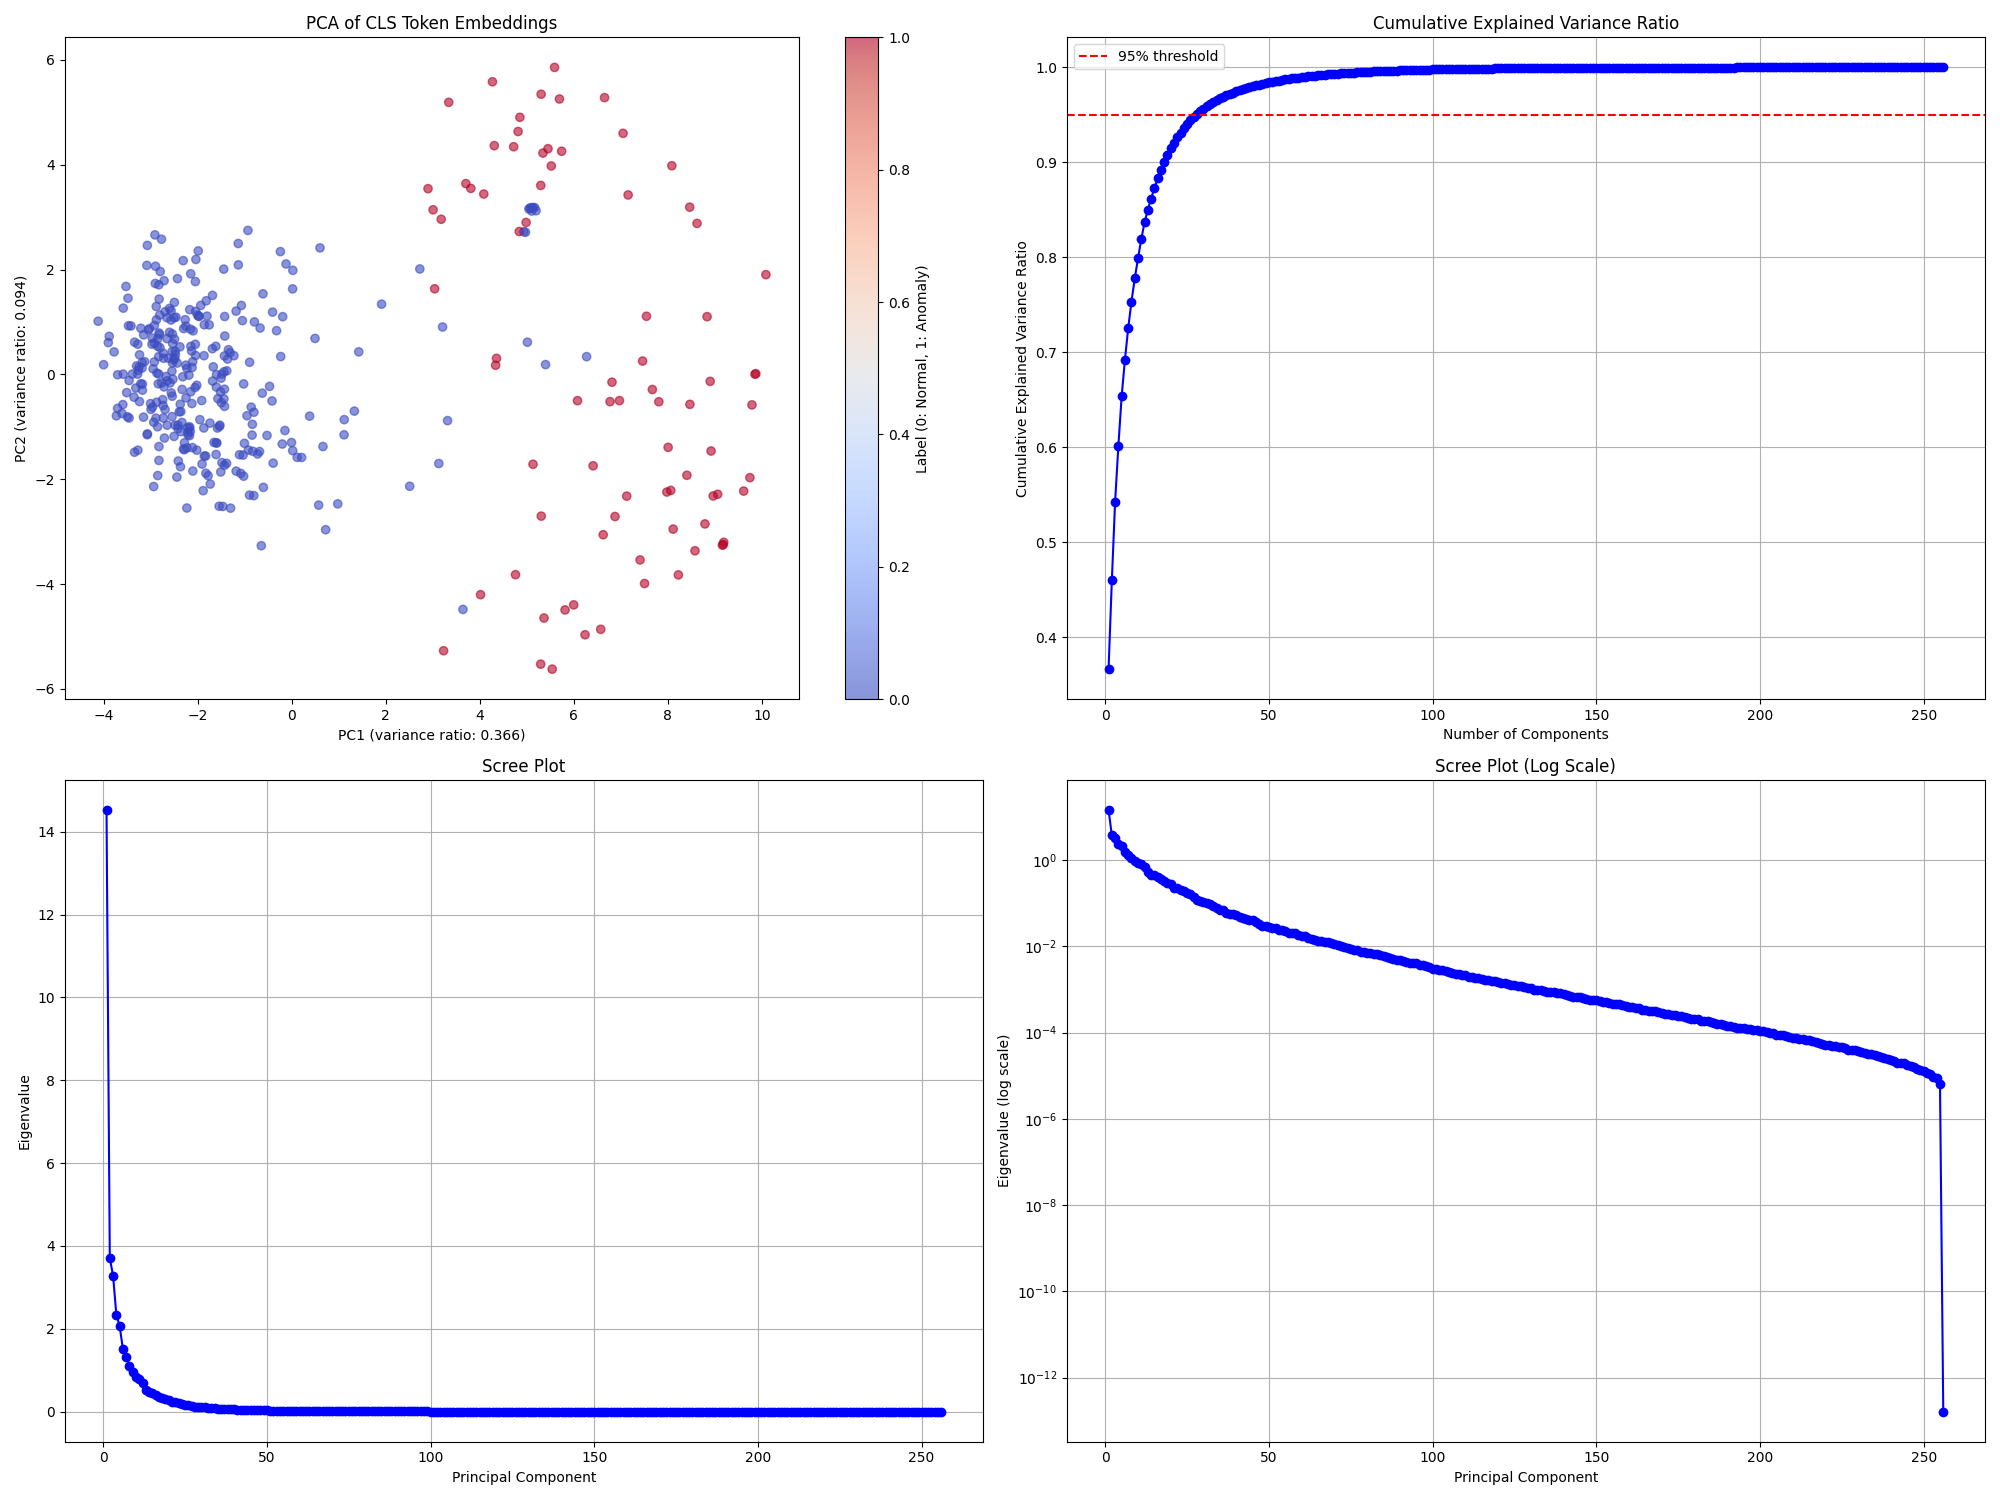 PCA of CLS Token Embeddings
6
4
2
0
−2
−4
−6
PC2 (variance ratio: 0.094)
−4 −2 0 2 4 6 8 10
PC1 (variance ratio: 0.366)
1.0
0.8
0.6
0.4
0.2
0.0
Label (0: Normal, 1: Anomaly)
Cumulative Explained Variance Ratio
95% threshold
1.0
0.9
0.8
0.7
0.6
0.5
0.4
Cumulative Explained Variance Ratio
0 50 100 150 200 250
Number of Components
Scree Plot
14
12
10
8
6
4
2
0
Eigenvalue
0 50 100 150 200 250
Principal Component
Scree Plot (Log Scale)
10⁰
10⁻²
10⁻⁴
10⁻⁶
10⁻⁸
10⁻¹⁰
10⁻¹²
Eigenvalue (log scale)
0 50 100 150 200 250
Principal Component